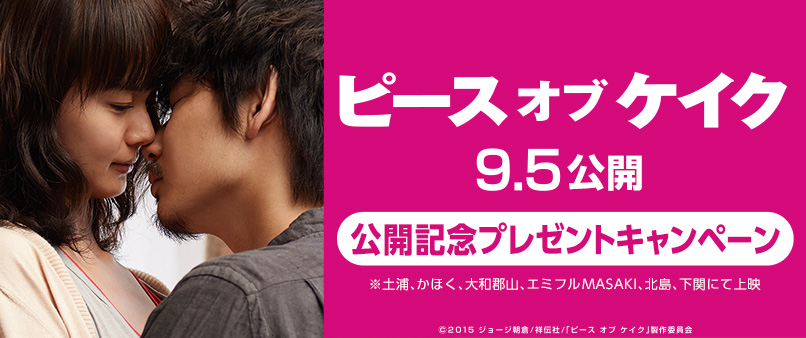 ピース オブ ケイク
9.5公開
公開記念プレゼントキャンペーン
※土浦、かほく、大和郡山、エミフルMASAKI、北島、下関にて上映
©2015 ジョージ朝倉/祥伝社/「ピース オブ ケイク」製作委員会